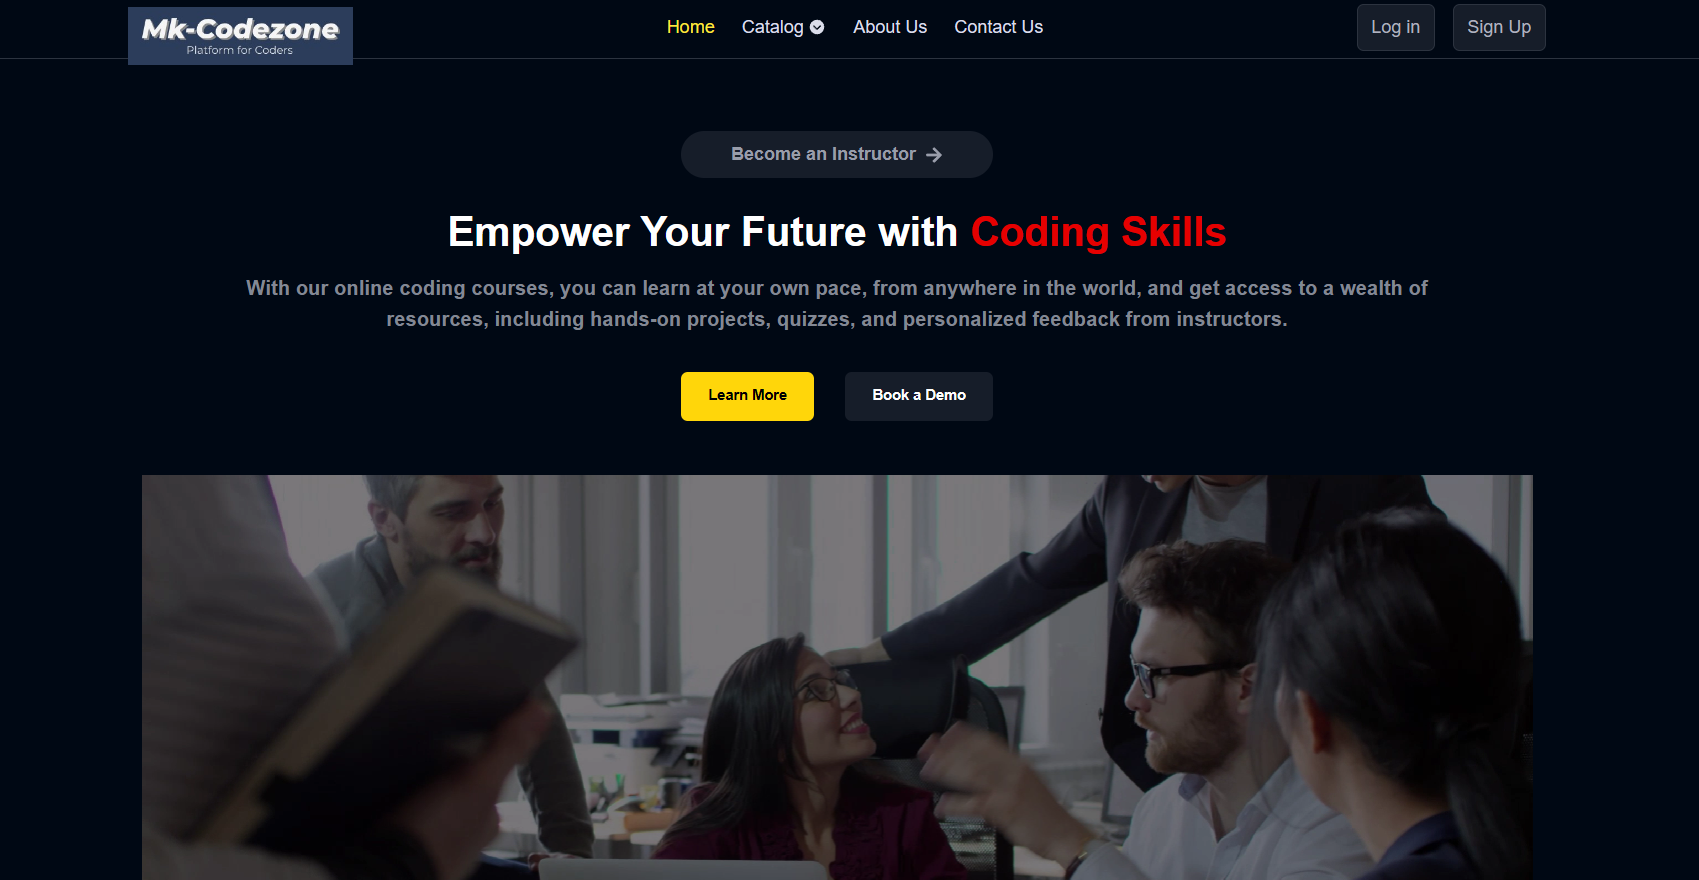 Mk-Codezone
Platform for Coders
Home
Catalog
About Us
Contact Us
Log in
Sign Up
Become an Instructor
Empower Your Future with Coding Skills
With our online coding courses, you can learn at your own pace, from anywhere in the world, and get access to a wealth of
resources, including hands-on projects, quizzes, and personalized feedback from instructors.
Learn More
Book a Demo